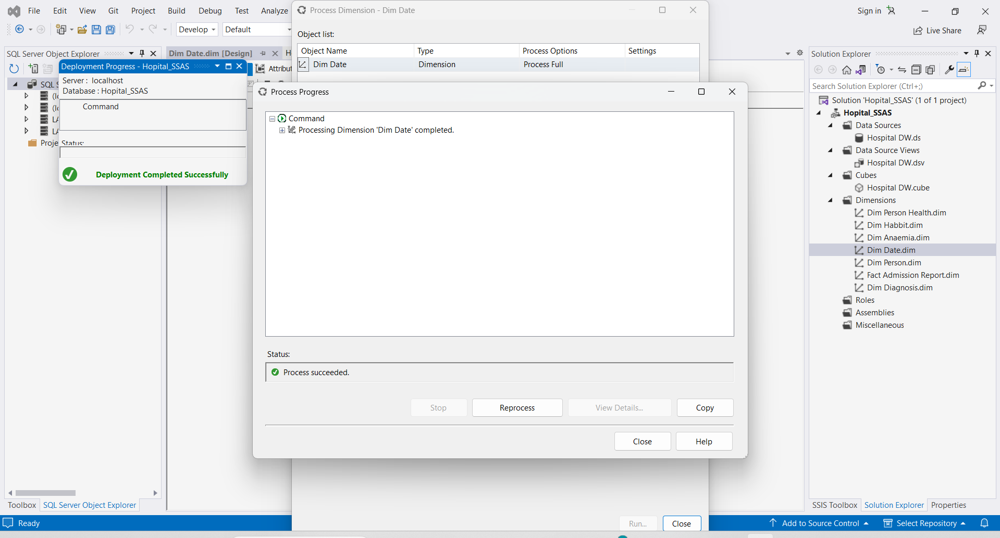 File Edit View Git Project Build Debug Test Analyze
Process Dimension - Dim Date
Sign in
Develop Default
Live Share
Object list:
Object Name Type Process Options Settings
Dim Date Dimension Process Full
SQL Server Object Explorer
Dim Date.dim [Design]
Attribut
Deployment Progress - Hopital_SSAS
Server : localhost
Database : Hopital_SSAS
Command
Status:
Deployment Completed Successfully
SQL S
(lo
(lo
LA
LA
Proje
Process Progress
Command
Processing Dimension 'Dim Date' completed.
Status:
Process succeeded.
Stop Reprocess View Details... Copy
Close Help
Run... Close
Solution Explorer
Search Solution Explorer (Ctrl+;)
Solution 'Hopital_SSAS' (1 of 1 project)
Hopital_SSAS
Data Sources
Hospital DW.ds
Data Source Views
Hospital DW.dsv
Cubes
Hospital DW.cube
Dimensions
Dim Person Health.dim
Dim Habbit.dim
Dim Anaemia.dim
Dim Date.dim
Dim Person.dim
Fact Admission Report.dim
Dim Diagnosis.dim
Roles
Assemblies
Miscellaneous
Toolbox SQL Server Object Explorer
SSIS Toolbox Solution Explorer Properties
Ready
Add to Source Control Select Repository